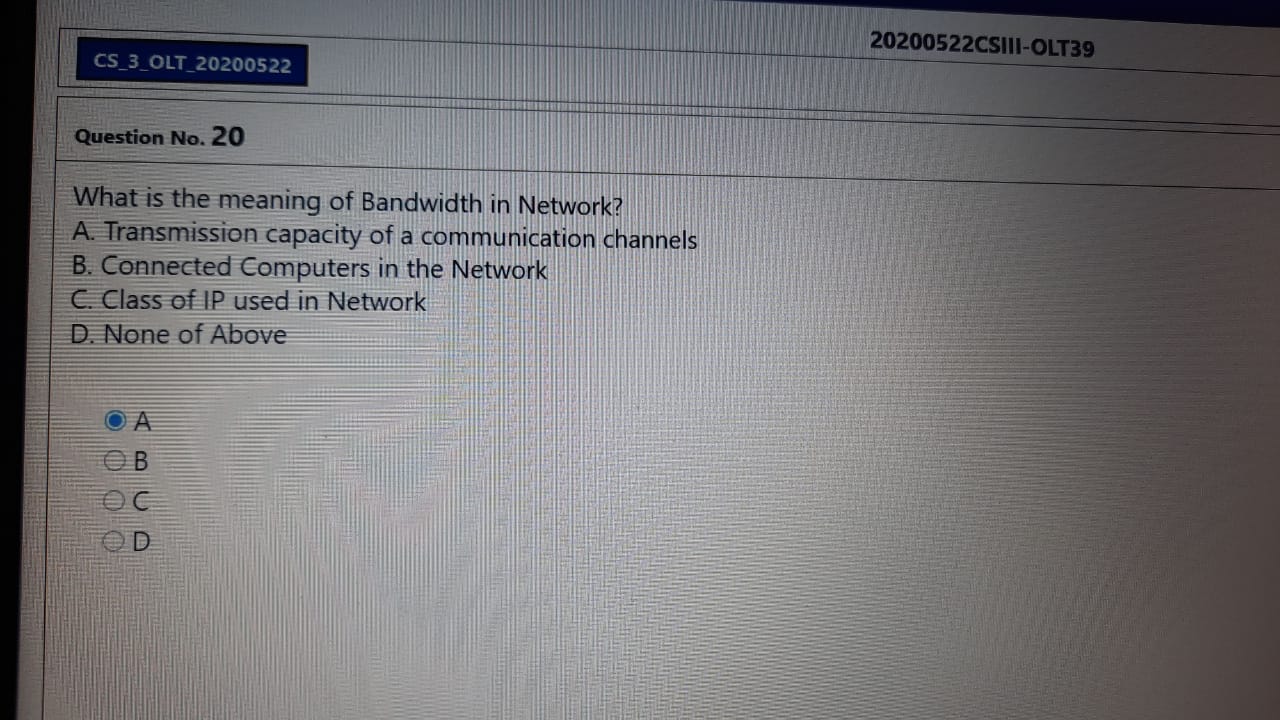 CS_3_OLT_20200522
20200522CSIII-OLT39
Question No. 20
What is the meaning of Bandwidth in Network?
A. Transmission capacity of a communication channels
B. Connected Computers in the Network
C. Class of IP used in Network
D. None of Above
A
B
C
D